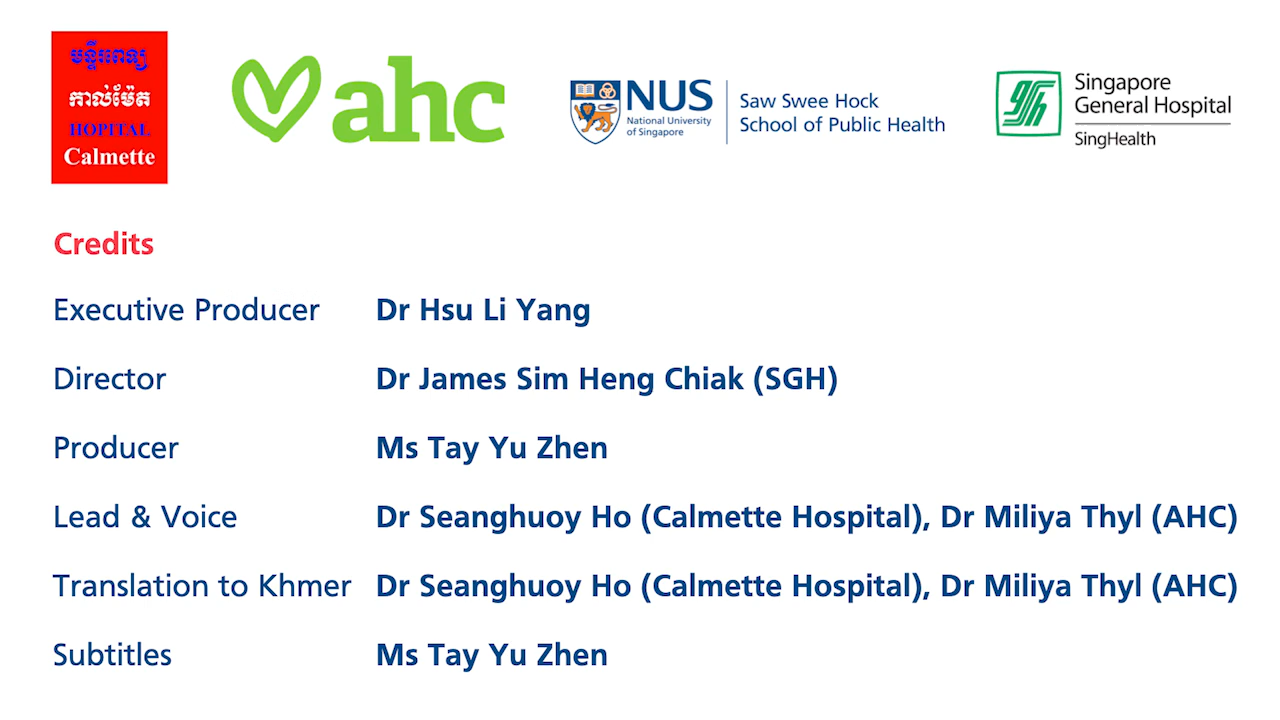 មន្ទីរពេទ្យ
កាល់ម៉ែត
HOPITAL
Calmette
ahc
NUS
National University
of Singapore
Saw Swee Hock
School of Public Health
Singapore
General Hospital
SingHealth
Credits
Executive Producer Dr Hsu Li Yang
Director Dr James Sim Heng Chiak (SGH)
Producer Ms Tay Yu Zhen
Lead & Voice Dr Seanghuoy Ho (Calmette Hospital), Dr Miliya Thyl (AHC)
Translation to Khmer Dr Seanghuoy Ho (Calmette Hospital), Dr Miliya Thyl (AHC)
Subtitles Ms Tay Yu Zhen